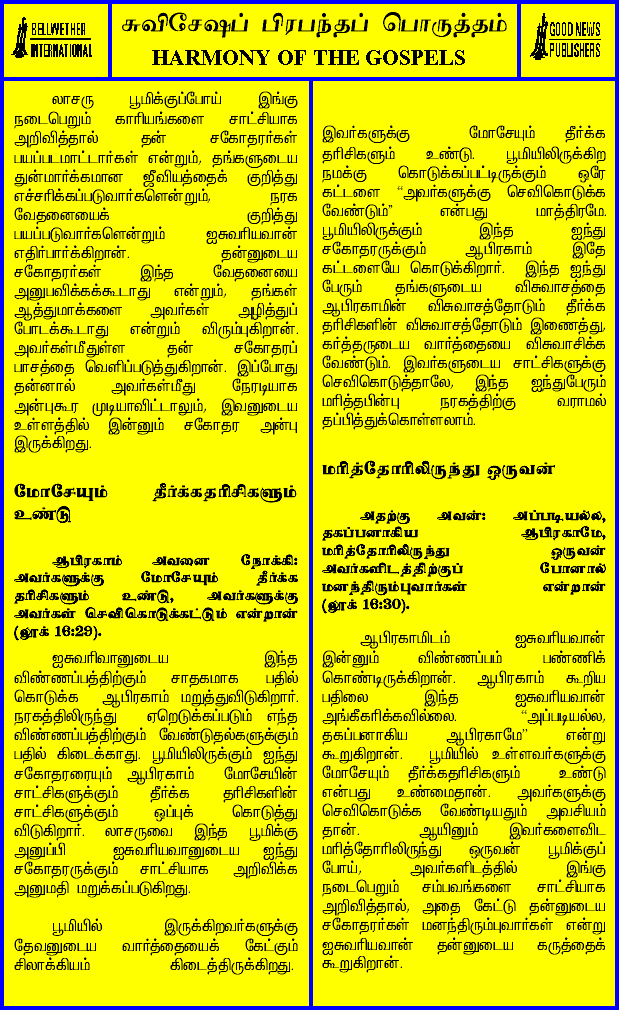 BELLWETHER
INTERNATIONAL
சுவிசேஷப் பிரபந்தப் பொருத்தம்
HARMONY OF THE GOSPELS
GOOD NEWS
PUBLISHERS
லாசரு பூமிக்குப்போய் இங்கு
நடைபெறும் காரியங்களை சாட்சியாக
அறிவித்தால் தன் சகோதரர்கள்
பயப்படமாட்டார்கள் என்றும், தங்களுடைய
துன்மார்க்கமான ஜீவியத்தைக் குறித்து
எச்சரிக்கப்படுவார்களென்றும், நரக
வேதனையைக் குறித்து
பயப்படுவார்களென்றும் ஐசுவரியவான்
எதிர்பார்க்கிறான். தன்னுடைய
சகோதரர்கள் இந்த வேதனையை
அனுபவிக்கக்கூடாது என்றும், தங்கள்
ஆத்துமாக்களை அவர்கள் அழித்துப்
போடக்கூடாது என்றும் விரும்புகிறான்.
அவர்கள்மீதுள்ள தன் சகோதரப்
பாசத்தை வெளிப்படுத்துகிறான். இப்போது
தன்னால் அவர்கள்மீது நேரடியாக
அன்புகூர முடியாவிட்டாலும், இவனுடைய
உள்ளத்தில் இன்னும் சகோதர அன்பு
இருக்கிறது.
மோசேயும் தீர்க்கதரிசிகளும்
உண்டு
ஆபிரகாம் அவனை நோக்கி:
அவர்களுக்கு மோசேயும் தீர்க்க
தரிசிகளும் உண்டு, அவர்களுக்கு
அவர்கள் செவிகொடுக்கட்டும் என்றான்
(லூக் 16:29).
ஐசுவரிவானுடைய இந்த
விண்ணப்பத்திற்கும் சாதகமாக பதில்
கொடுக்க ஆபிரகாம் மறுத்துவிடுகிறார்.
நரகத்திலிருந்து ஏறெடுக்கப்படும் எந்த
விண்ணப்பத்திற்கும் வேண்டுதல்களுக்கும்
பதில் கிடைக்காது. பூமியிலிருக்கும் ஐந்து
சகோதரரையும் ஆபிரகாம் மோசேயின்
சாட்சிகளுக்கும் தீர்க்க தரிசிகளின்
சாட்சிகளுக்கும் ஒப்புக் கொடுத்து
விடுகிறார். லாசருவை இந்த பூமிக்கு
அனுப்பி ஐசுவரியவானுடைய ஐந்து
சகோதரருக்கும் சாட்சியாக அறிவிக்க
அனுமதி மறுக்கப்படுகிறது.
பூமியில் இருக்கிறவர்களுக்கு
தேவனுடைய வார்த்தையைக் கேட்கும்
சிலாக்கியம் கிடைத்திருக்கிறது.
இவர்களுக்கு மோசேயும் தீர்க்க
தரிசிகளும் உண்டு. பூமியிலிருக்கிற
நமக்கு கொடுக்கப்பட்டிருக்கும் ஒரே
கட்டளை “அவர்களுக்கு செவிகொடுக்க
வேண்டும்” என்பது மாத்திரமே.
பூமியிலிருக்கும் இந்த ஐந்து
சகோதரருக்கும் ஆபிரகாம் இதே
கட்டளையே கொடுக்கிறார். இந்த ஐந்து
பேரும் தங்களுடைய விசுவாசத்தை
ஆபிரகாமின் விசுவாசத்தோடும் தீர்க்க
தரிசிகளின் விசுவாசத்தோடும் இணைத்து,
கர்த்தருடைய வார்த்தையை விசுவாசிக்க
வேண்டும். இவர்களுடைய சாட்சிகளுக்கு
செவிகொடுத்தாலே, இந்த ஐந்துபேரும்
மரித்தபின்பு நரகத்திற்கு வராமல்
தப்பித்துக்கொள்ளலாம்.
மரித்தோரிலிருந்து ஒருவன்
அதற்கு அவன்: அப்படியல்ல,
தகப்பனாகிய ஆபிரகாமே,
மரித்தோரிலிருந்து ஒருவன்
அவர்களிடத்திற்குப் போனால்
மனந்திரும்புவார்கள் என்றான்
(லூக் 16:30).
ஆபிரகாமிடம் ஐசுவரியவான்
இன்னும் விண்ணப்பம் பண்ணிக்
கொண்டிருக்கிறான். ஆபிரகாம் கூறிய
பதிலை இந்த ஐசுவரியவான்
அங்கீகரிக்கவில்லை. “அப்படியல்ல,
தகப்பனாகிய ஆபிரகாமே” என்று
கூறுகிறான். பூமியில் உள்ளவர்களுக்கு
மோசேயும் தீர்க்கதரிசிகளும் உண்டு
என்பது உண்மைதான். அவர்களுக்கு
செவிகொடுக்க வேண்டியதும் அவசியம்
தான். ஆயினும் இவர்களைவிட
மரித்தோரிலிருந்து ஒருவன் பூமிக்குப்
போய், அவர்களிடத்தில் இங்கு
நடைபெறும் சம்பவங்களை சாட்சியாக
அறிவித்தால், அதை கேட்டு தன்னுடைய
சகோதரர்கள் மனந்திரும்புவார்கள் என்று
ஐசுவரியவான் தன்னுடைய கருத்தைக்
கூறுகிறான்.